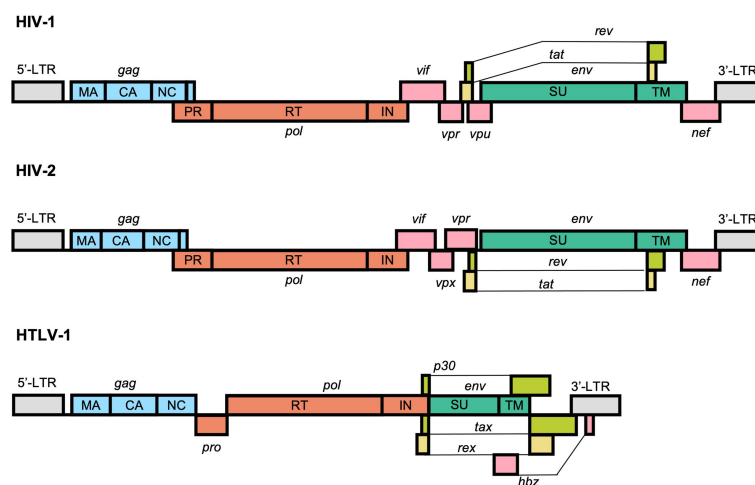 HIV-1
rev
tat
5'-LTR gag vif env 3'-LTR
MA CA NC SU TM
PR RT IN
pol vpr vpu nef
HIV-2
5'-LTR gag vif vpr env 3'-LTR
MA CA NC SU TM
PR RT IN rev
pol vpx tat nef
HTLV-1
p30
5'-LTR gag pol env 3'-LTR
MA CA NC RT IN SU TM
tax
pro rex
hbz